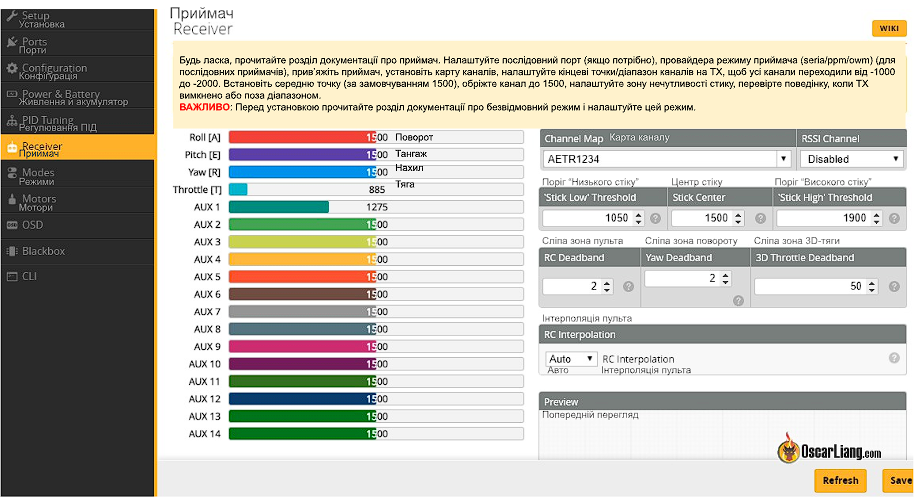 Setup
Установка
Ports
Порти
Configuration
Конфігурація
Power & Battery
Живлення й акумулятор
PID Tuning
Регулювання ПІД
Receiver
Приймач
Modes
Режими
Motors
Мотори
OSD
Blackbox
CLI
Приймач
Receiver
WIKI
Будь ласка, прочитайте розділ документації про приймач. Налаштуйте послідовний порт (якщо потрібно), провайдера режиму приймача (seria/ppm/owm) (для
послідовних приймачів), прив'яжіть приймач, установіть карту каналів, налаштуйте кінцеві точки/діапазон каналів на TX, щоб усі канали переходили від -1000
до -2000. Встановіть середню точку (за замовчуванням 1500), обріжте канал до 1500, налаштуйте зону нечутливості стику, перевірте поведінку, коли TX
вимкнено або поза діапазоном.
ВАЖЛИВО: Перед установкою прочитайте розділ документації про безвідмовний режим і налаштуйте цей режим.
Roll [A] 1500 Поворот
Pitch [E] 1500 Тангаж
Yaw [R] 1500 Нахил
Throttle [T] 885 Тяга
AUX 1 1275
AUX 2 1500
AUX 3 1500
AUX 4 1500
AUX 5 1500
AUX 6 1500
AUX 7 1500
AUX 8 1500
AUX 9 1500
AUX 10 1500
AUX 11 1500
AUX 12 1500
AUX 13 1500
AUX 14 1500
Channel Map Карта каналу RSSI Channel
AETR1234 Disabled
Поріг “Низького стіку” Центр стіку Поріг “Високого стіку”
'Stick Low' Threshold Stick Center 'Stick High' Threshold
1050 1500 1900
Сліпа зона пульта Сліпа зона повороту Сліпа зона 3D-тяги
RC Deadband Yaw Deadband 3D Throttle Deadband
2 2 50
Інтерполяція пульта
RC Interpolation
Auto RC Interpolation
Авто Інтерполяція пульта
Preview
Попередній перегляд
OscarLiang.com
Refresh Save